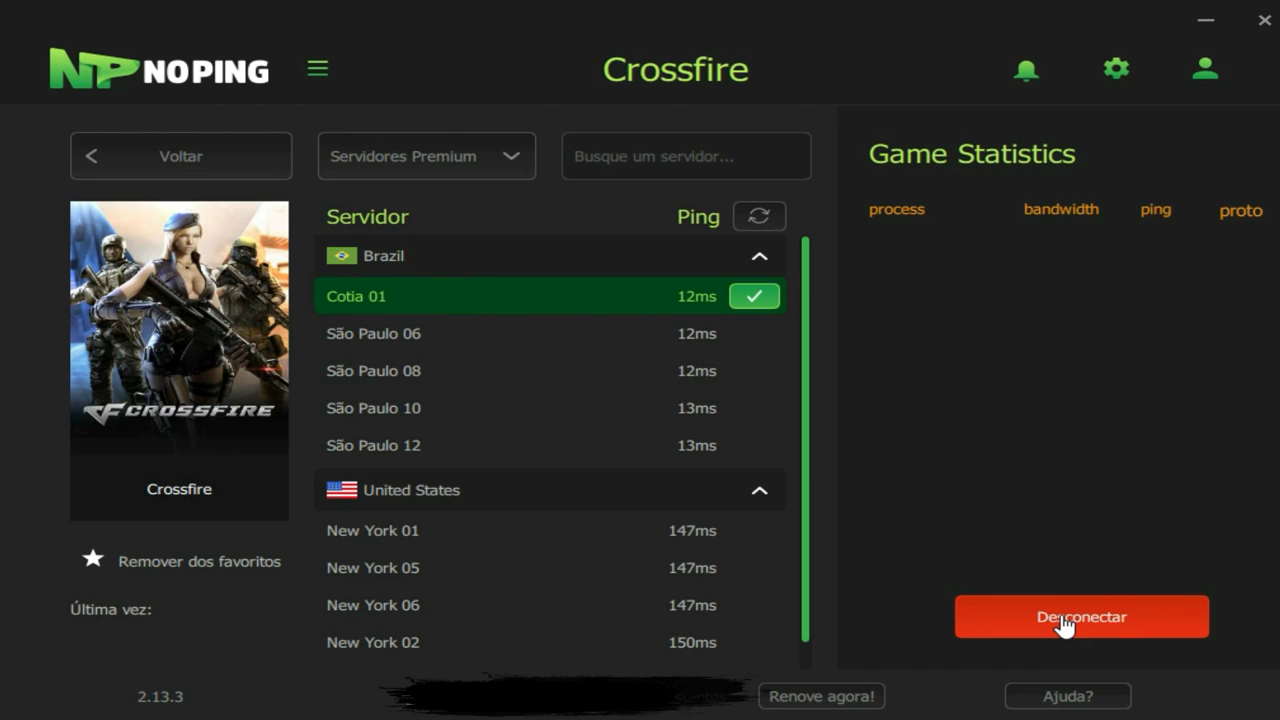 NP NOPING
Crossfire
Voltar
Servidores Premium
Busque um servidor...
CROSSFIRE
Crossfire
Remover dos favoritos
Última vez:
Servidor Ping
Brazil
Cotia 01 12ms
São Paulo 06 12ms
São Paulo 08 12ms
São Paulo 10 13ms
São Paulo 12 13ms
United States
New York 01 147ms
New York 05 147ms
New York 06 147ms
New York 02 150ms
Game Statistics
process bandwidth ping proto
Desconectar
2.13.3
Renove agora!
Ajuda?